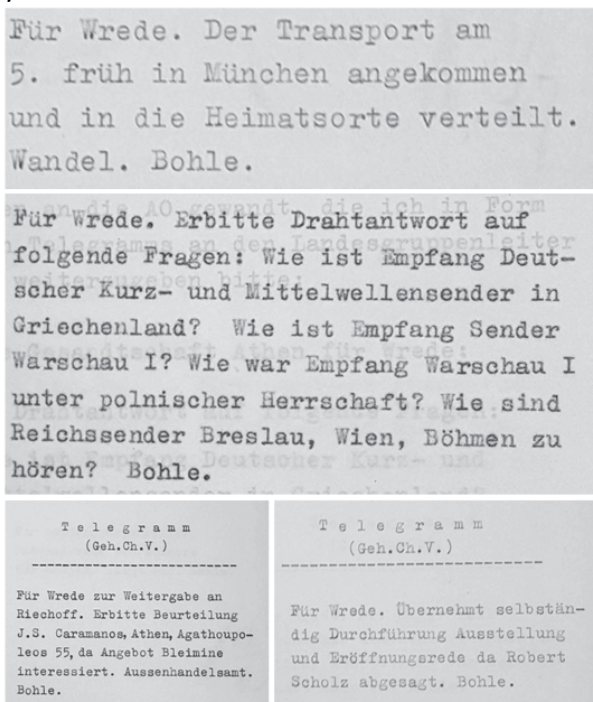 Für Wrede. Der Transport am
5. früh in München angekommen
und in die Heimatsorte verteilt.
Wandel. Bohle.
Für Wrede. Erbitte Drahtantwort auf
folgende Fragen: Wie ist Empfang Deut-
scher Kurz- und Mittelwellensender in
Griechenland? Wie ist Empfang Sender
Warschau I? Wie war Empfang Warschau I
unter polnischer Herrschaft? Wie sind
Reichssender Breslau, Wien, Böhmen zu
hören? Bohle.
Telegramm
(Geh.Ch.V.)
Für Wrede zur Weitergabe an
Riechoff. Erbitte Beurteilung
J.S. Caramanos, Athen, Agathoupo-
leos 55, da Angebot Bleimine
interessiert. Aussenhandelsamt.
Bohle.
Telegramm
(Geh.Ch.V.)
Für Wrede. Übernehmt selbstän-
dig Durchführung Ausstellung
und Eröffnungsrede da Robert
Scholz abgesagt. Bohle.